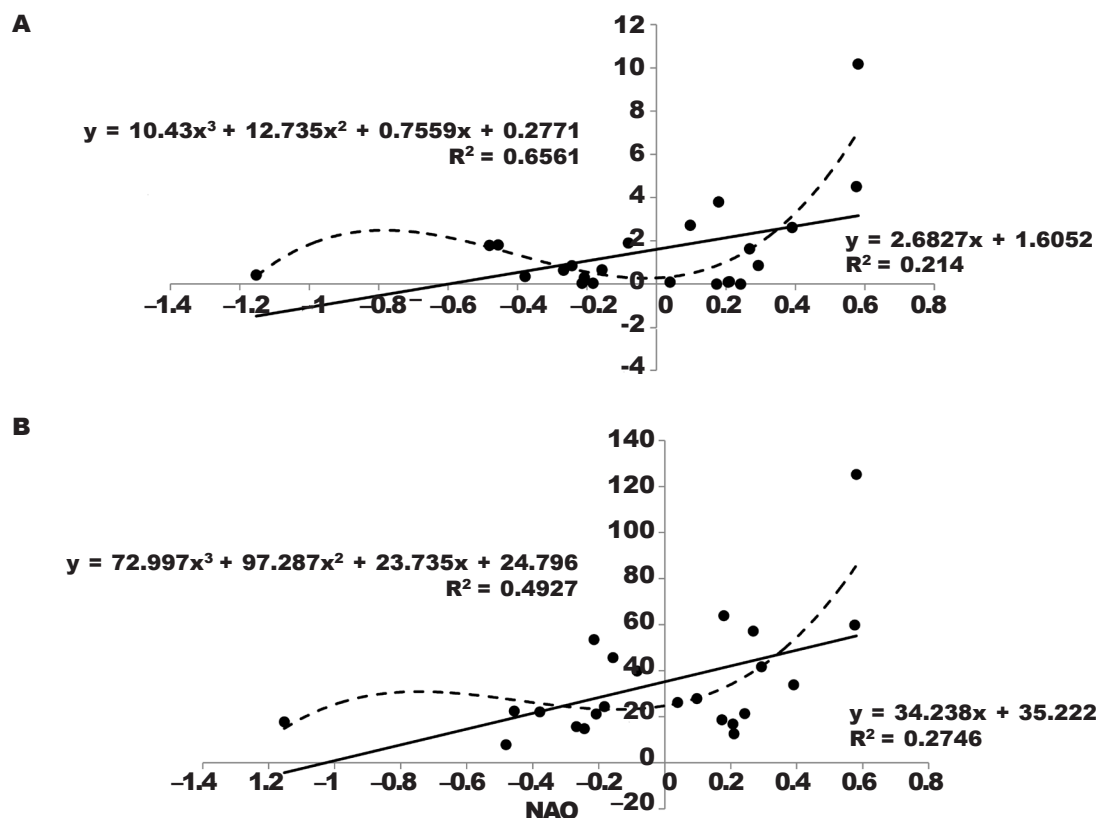 A
12
10
8
6
4
2
0
-2
-4
y = 10.43x³ + 12.735x² + 0.7559x + 0.2771
R² = 0.6561
y = 2.6827x + 1.6052
R² = 0.214
−1.4 −1.2 −1 −0.8 −0.6 −0.4 −0.2 0.2 0.4 0.6 0.8
B
140
120
100
80
60
40
20
0
−20
y = 72.997x³ + 97.287x² + 23.735x + 24.796
R² = 0.4927
y = 34.238x + 35.222
R² = 0.2746
−1.4 1.2 −1 −0.8 −0.6 −0.4 −0.2 0 0.2 0.4 0.6 0.8
NAO